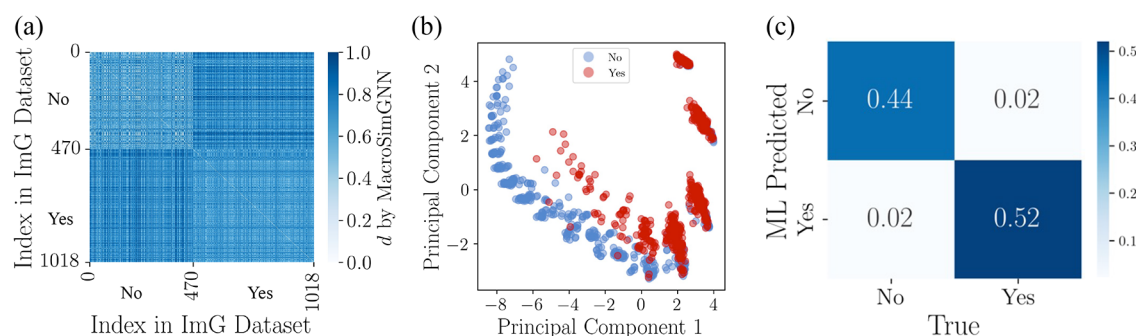 (a)
Index in ImG Dataset
0
No
470
Yes
1018
0
No
470
Yes
1018
Index in ImG Dataset
1.0
0.8
0.6
0.4
0.2
0.0
d by MacroSimGNN
(b)
Principal Component 2
4
2
0
−2
No
Yes
−8
−6
−4
−2
0
2
4
Principal Component 1
(c)
ML Predicted
No
Yes
0.44
0.02
0.02
0.52
No
Yes
True
0.5
0.4
0.3
0.2
0.1